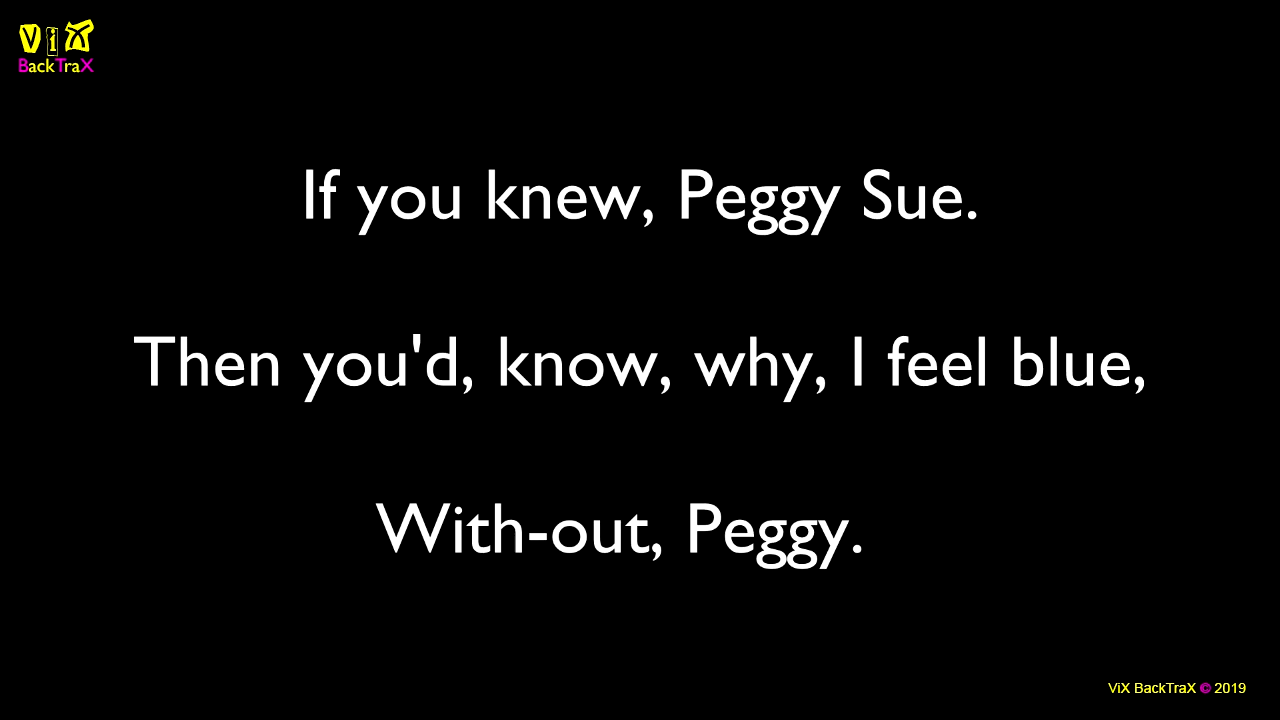 ViX
BackTraX
If you knew, Peggy Sue.
Then you'd, know, why, I feel blue,
With-out, Peggy.
ViX BackTraX © 2019